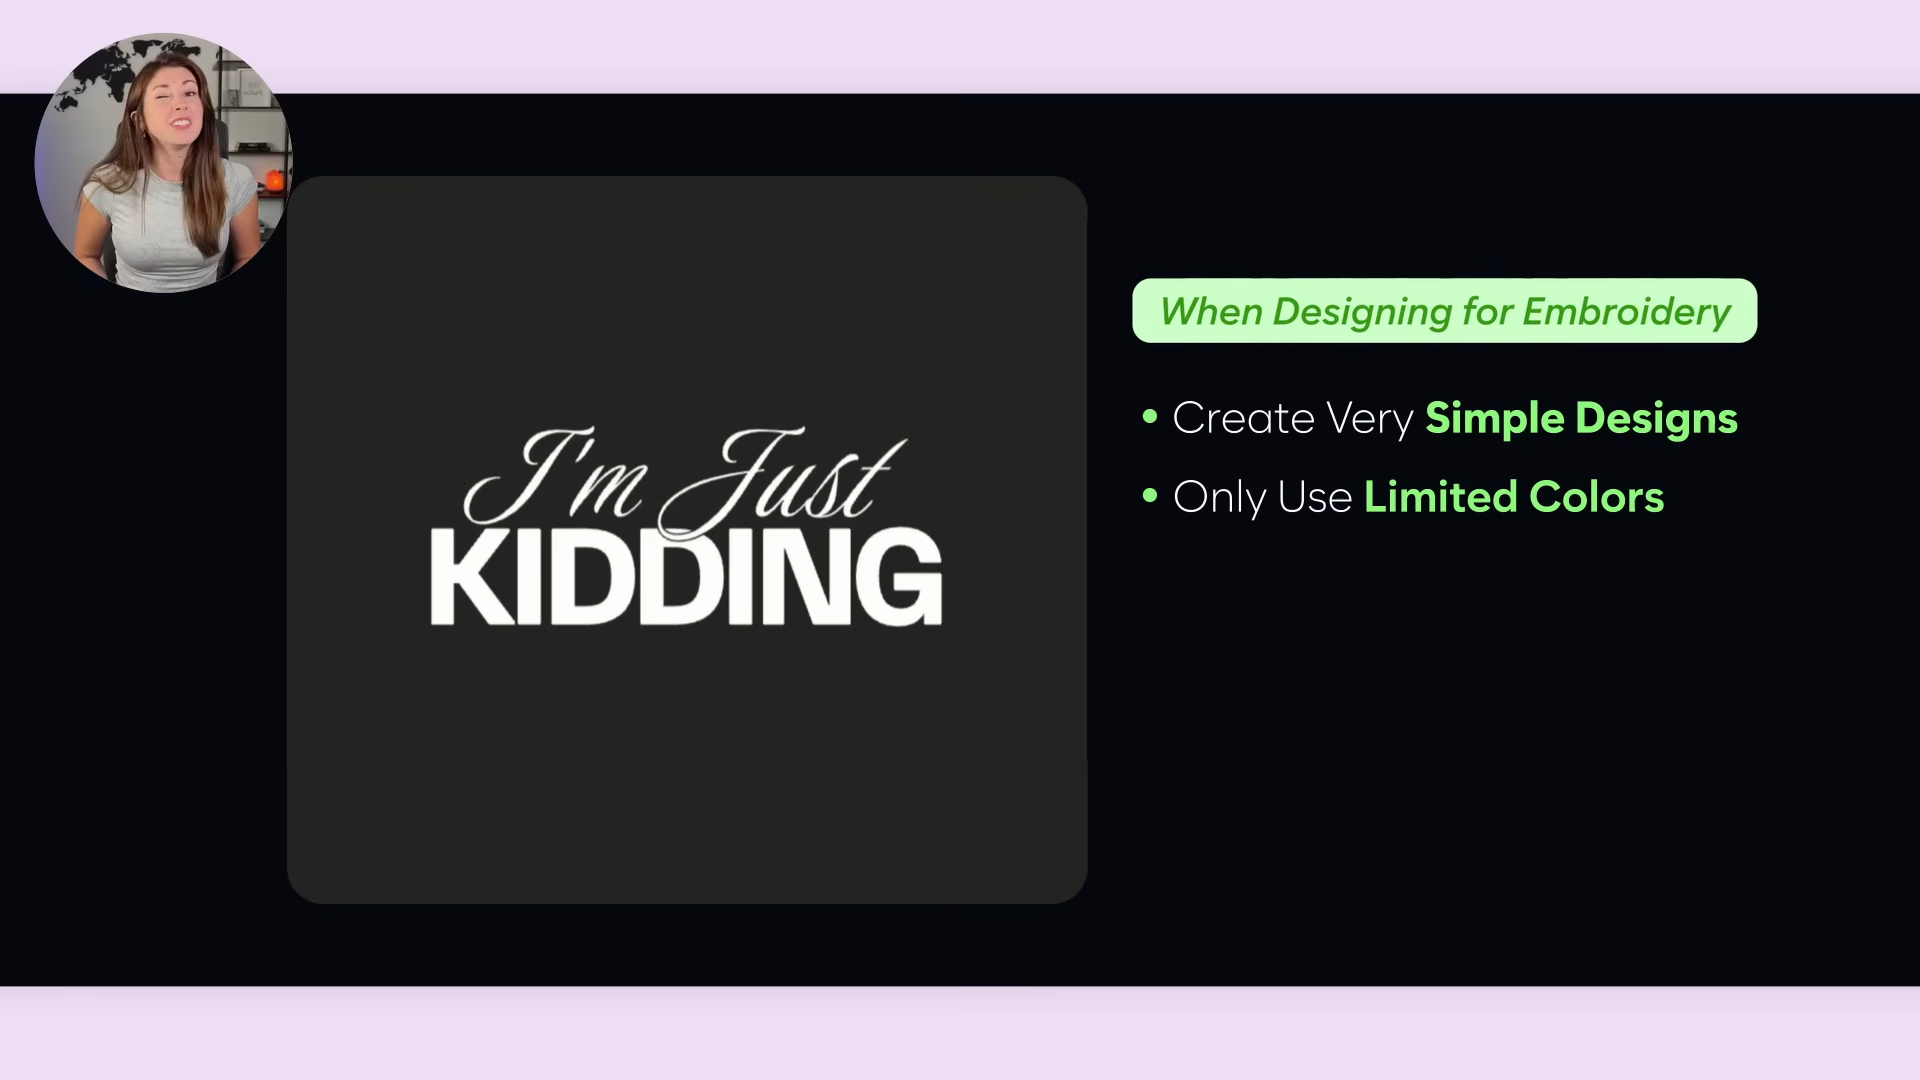 I'm Just
KIDDING
When Designing for Embroidery
• Create Very Simple Designs
• Only Use Limited Colors